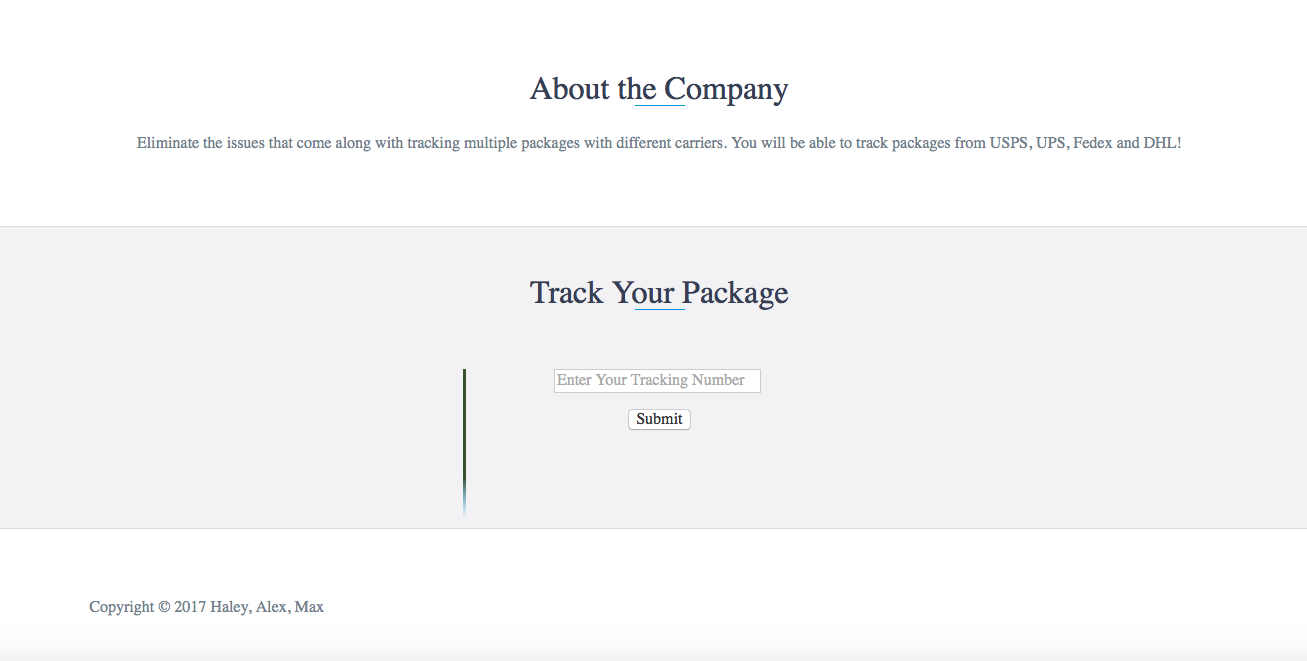 About the Company
Eliminate the issues that come along with tracking multiple packages with different carriers. You will be able to track packages from USPS, UPS, Fedex and DHL!
Track Your Package
Enter Your Tracking Number
Submit
Copyright © 2017 Haley, Alex, Max